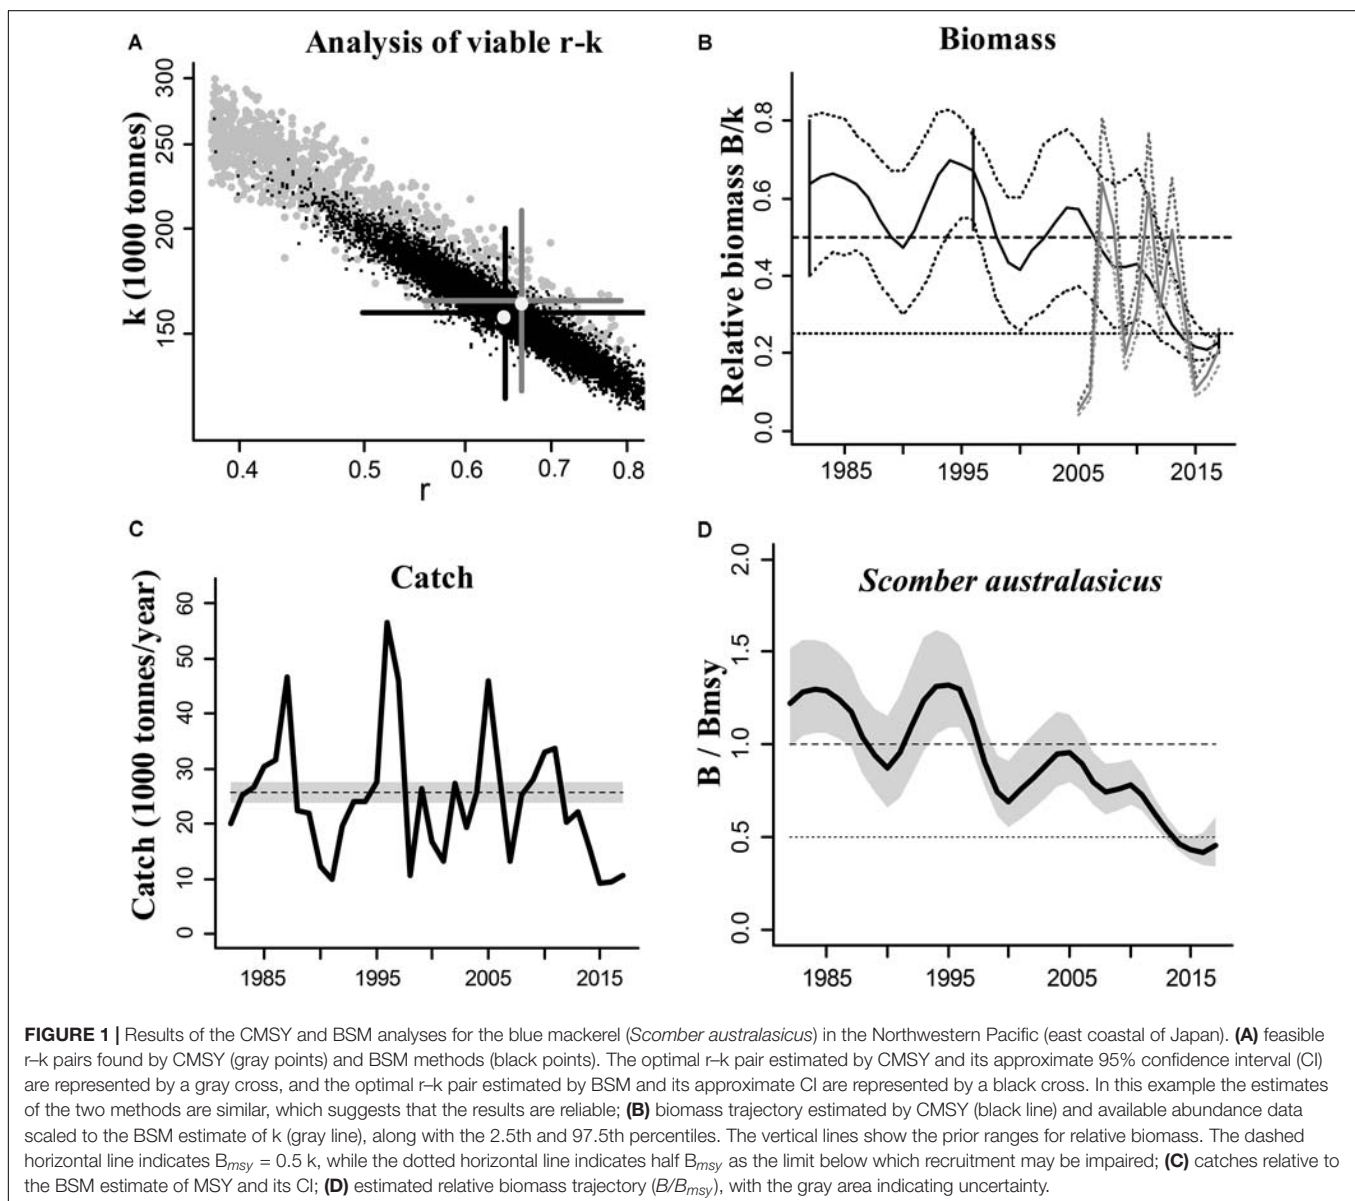 A
Analysis of viable r-k
k (1000 tonnes)
300
250
200
150
0.4
0.5
0.6
0.7
0.8
r
B
Biomass
Relative biomass B/k
0.8
0.6
0.4
0.2
0.0
1985
1995
2005
2015
C
Catch
Catch (1000 tonnes/year)
60
50
40
30
20
10
0
1985
1995
2005
2015
D
Scomber australasicus
B / Bmsy
2.0
1.5
1.0
0.5
0.0
1985
1995
2005
2015
FIGURE 1 | Results of the CMSY and BSM analyses for the blue mackerel (Scomber australasicus) in the Northwestern Pacific (east coastal of Japan). (A) feasible
r–k pairs found by CMSY (gray points) and BSM methods (black points). The optimal r–k pair estimated by CMSY and its approximate 95% confidence interval (CI)
are represented by a gray cross, and the optimal r–k pair estimated by BSM and its approximate CI are represented by a black cross. In this example the estimates
of the two methods are similar, which suggests that the results are reliable; (B) biomass trajectory estimated by CMSY (black line) and available abundance data
scaled to the BSM estimate of k (gray line), along with the 2.5th and 97.5th percentiles. The vertical lines show the prior ranges for relative biomass. The dashed
horizontal line indicates Bmsy = 0.5 k, while the dotted horizontal line indicates half Bmsy as the limit below which recruitment may be impaired; (C) catches relative to
the BSM estimate of MSY and its CI; (D) estimated relative biomass trajectory (B/Bmsy), with the gray area indicating uncertainty.